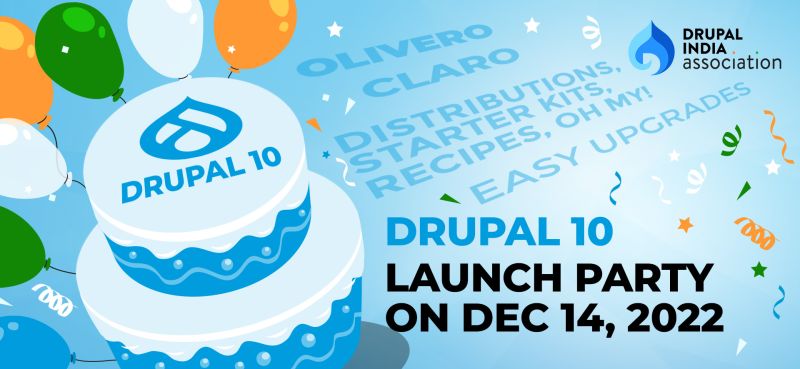 OLIVERO
CLARO
DISTRIBUTIONS,
STARTER KITS,
RECIPES, OH MY!
EASY UPGRADES
DRUPAL
INDIA
association
DRUPAL 10
DRUPAL 10
LAUNCH PARTY
ON DEC 14, 2022